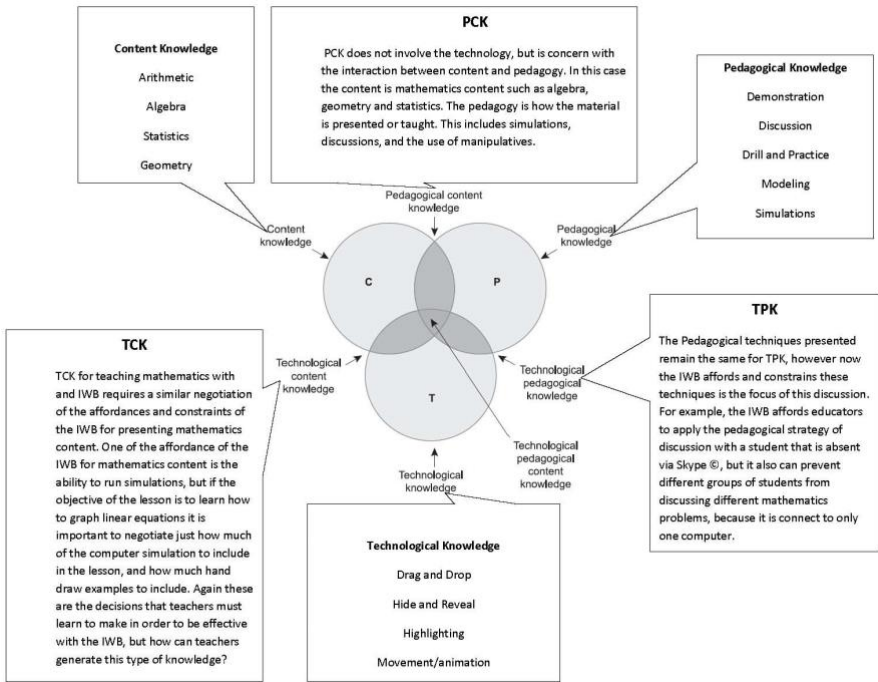 Content Knowledge
Arithmetic
Algebra
Statistics
Geometry
PCK
PCK does not involve the technology, but is concern with
the interaction between content and pedagogy. In this case
the content is mathematics content such as algebra,
geometry and statistics. The pedagogy is how the material
is presented or taught. This includes simulations,
discussions, and the use of manipulatives.
Pedagogical Knowledge
Demonstration
Discussion
Drill and Practice
Modeling
Simulations
Pedagogical content
knowledge
Content
knowledge
Pedagogical
knowledge
C
P
T
TCK
TCK for teaching mathematics with
and IWB requires a similar negotiation
of the affordances and constraints of
the IWB for presenting mathematics
content. One of the affordance of the
IWB for mathematics content is the
ability to run simulations, but if the
objective of the lesson is to learn how
to graph linear equations it is
important to negotiate just how much
of the computer simulation to include
in the lesson, and how much hand
draw examples to include. Again these
are the decisions that teachers must
learn to make in order to be effective
with the IWB, but how can teachers
generate this type of knowledge?
Technological
content
knowledge
Technological
pedagogical
knowledge
TPK
The Pedagogical techniques presented
remain the same for TPK, however now
the IWB affords and constrains these
techniques is the focus of this discussion.
For example, the IWB affords educators
to apply the pedagogical strategy of
discussion with a student that is absent
via Skype ©, but it also can prevent
different groups of students from
discussing different mathematics
problems, because it is connect to only
one computer.
Technological
knowledge
Technological
pedagogical
content
knowledge
Technological Knowledge
Drag and Drop
Hide and Reveal
Highlighting
Movement/animation